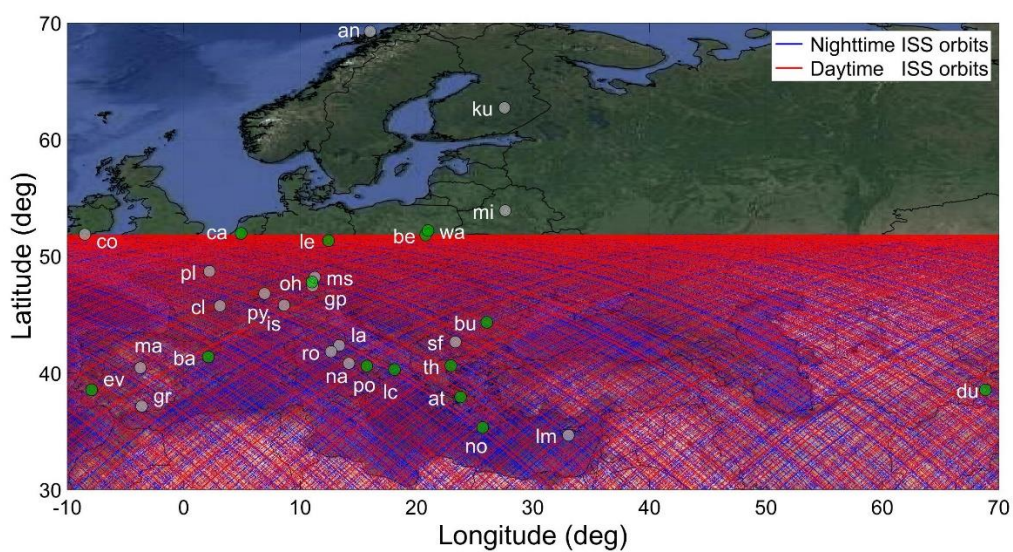 70
60
50
40
30
Latitude (deg)
an
Nighttime ISS orbits
Daytime ISS orbits
ku
mi
co
ca
le
be
wa
pl
oh
ms
gp
cl
py
is
bu
sf
la
ro
ma
ba
na
po
lc
th
ev
gr
at
du
no
lm
-10 0 10 20 30 40 50 60 70
Longitude (deg)